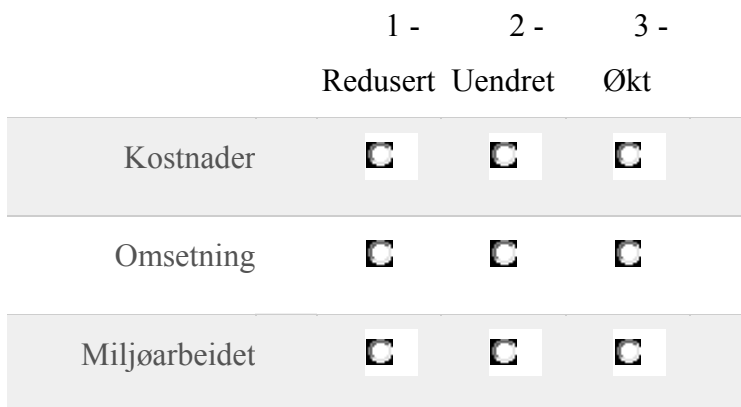 1 - 2 - 3 -
Redusert Uendret Økt
Kostnader
Omsetning
Miljøarbeidet